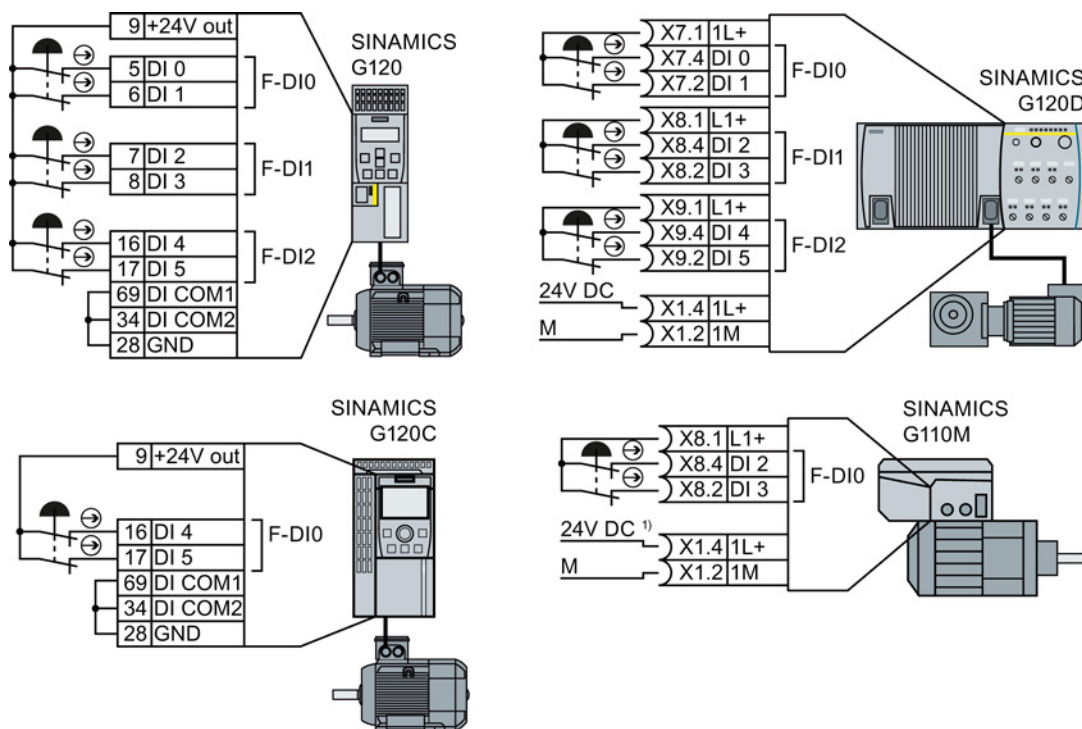 9 +24V out
5 DI 0
6 DI 1
F-DI0
7 DI 2
8 DI 3
F-DI1
16 DI 4
17 DI 5
F-DI2
69 DI COM1
34 DI COM2
28 GND
SINAMICS
G120
X7.1 1L+
X7.4 DI 0
X7.2 DI 1
F-DI0
X8.1 L1+
X8.4 DI 2
X8.2 DI 3
F-DI1
X9.1 L1+
X9.4 DI 4
X9.2 DI 5
F-DI2
24V DC
X1.4 1L+
M
X1.2 1M
SINAMICS
G120D
SINAMICS
G120C
9 +24V out
16 DI 4
17 DI 5
F-DI0
69 DI COM1
34 DI COM2
28 GND
SINAMICS
G110M
X8.1 L1+
X8.4 DI 2
X8.2 DI 3
F-DI0
24V DC 1)
X1.4 1L+
M
X1.2 1M